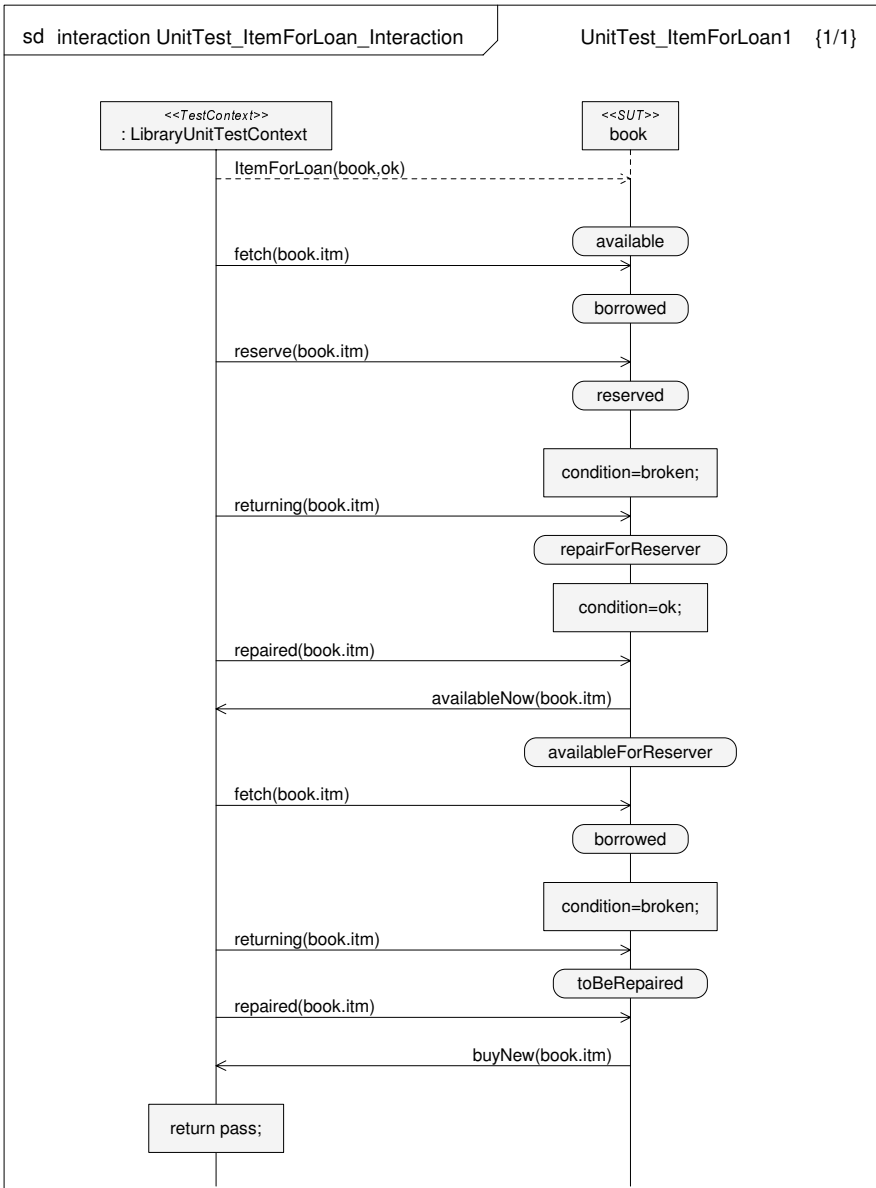 sd interaction UnitTest_ItemForLoan_Interaction
UnitTest_ItemForLoan1 {1/1}
<<TestContext>>
: LibraryUnitTestContext
<<SUT>>
book
ItemForLoan(book,ok)
available
fetch(book.itm)
borrowed
reserve(book.itm)
reserved
condition=broken;
returning(book.itm)
repairForReserver
condition=ok;
repaired(book.itm)
availableNow(book.itm)
availableForReserver
fetch(book.itm)
borrowed
condition=broken;
returning(book.itm)
toBeRepaired
repaired(book.itm)
buyNew(book.itm)
return pass;